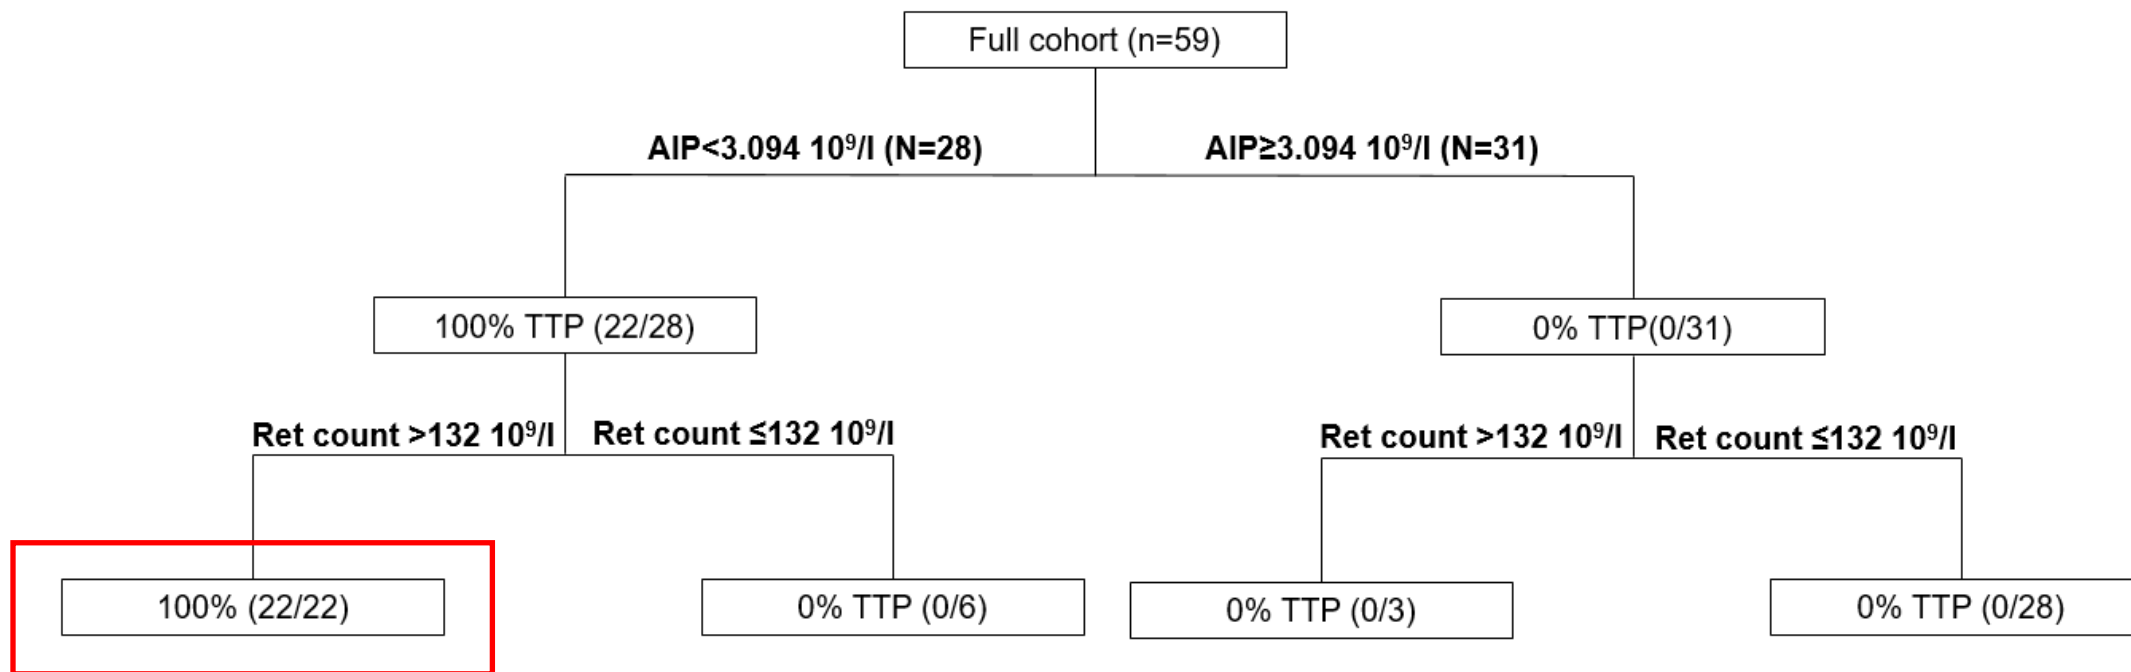 Full cohort (n=59)
AIP<3.094 10⁹/l (N=28)
AIP≥3.094 10⁹/l (N=31)
100% TTP (22/28)
0% TTP(0/31)
Ret count >132 10⁹/l
Ret count ≤132 10⁹/l
Ret count >132 10⁹/l
Ret count ≤132 10⁹/l
100% (22/22)
0% TTP (0/6)
0% TTP (0/3)
0% TTP (0/28)